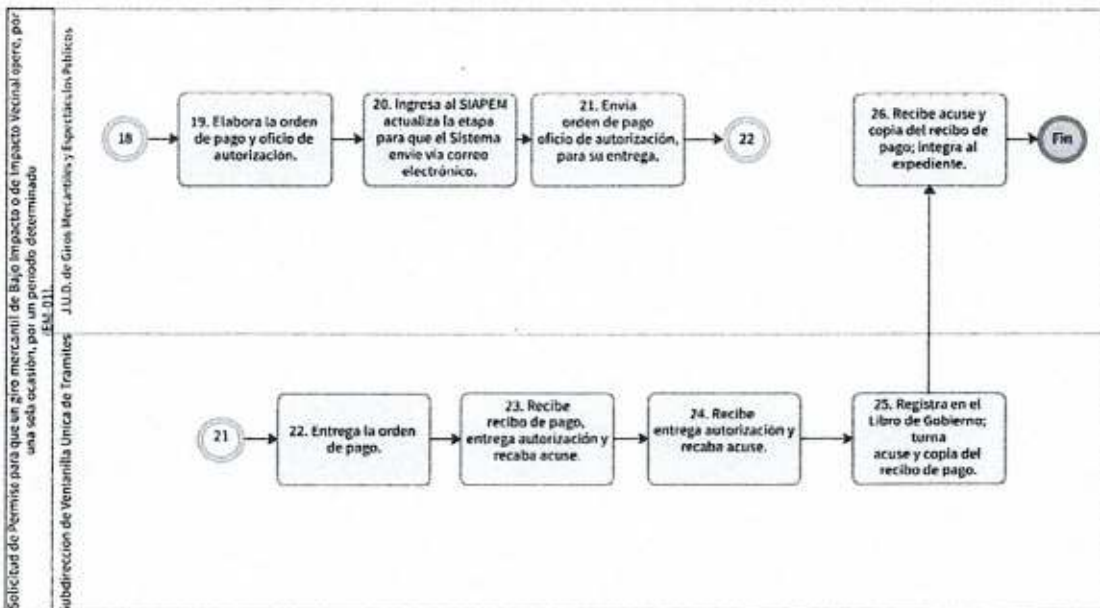 Solicitud de Permiso para que un giro mercantil de Bajo Impacto o de Impacto Vecinal opere, por
una sola ocasión, por un periodo determinado
(EM-01)
J.U.D. de Giros Mercantiles y Espectáculos Públicos
18
19. Elabora la orden
de pago y oficio de
autorización.
20. Ingresa al SIAPEM
actualiza la etapa
para que el Sistema
envíe vía correo
electrónico.
21. Envia
orden de pago
oficio de autorización,
para su entrega.
22
26. Recibe acuse y
copia del recibo de
pago; integra al
expediente.
Fin
Subdirección de Ventanilla Unica de Tramites
21
22. Entrega la orden
de pago.
23. Recibe
recibo de pago,
entrega autorización y
recaba acuse.
24. Recibe
entrega autorización y
recaba acuse.
25. Registra en el
Libro de Gobierno;
turna
acuse y copia del
recibo de pago.